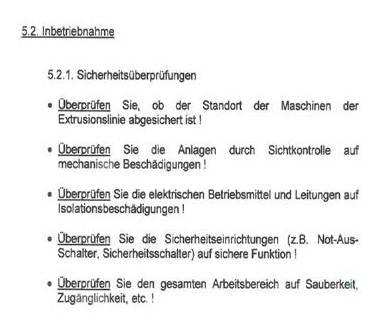 5.2. Inbetriebnahme
5.2.1. Sicherheitsüberprüfungen
• Überprüfen Sie, ob der Standort der Maschinen der
Extrusionslinie abgesichert ist !
• Überprüfen Sie die Anlagen durch Sichtkontrolle auf
mechanische Beschädigungen !
• Überprüfen Sie die elektrischen Betriebsmittel und Leitungen auf
Isolationsbeschädigungen !
• Überprüfen Sie die Sicherheitseinrichtungen (z.B. Not-Aus-
Schalter, Sicherheitsschalter) auf sichere Funktion !
• Überprüfen Sie den gesamten Arbeitsbereich auf Sauberkeit,
Zugänglichkeit, etc. !